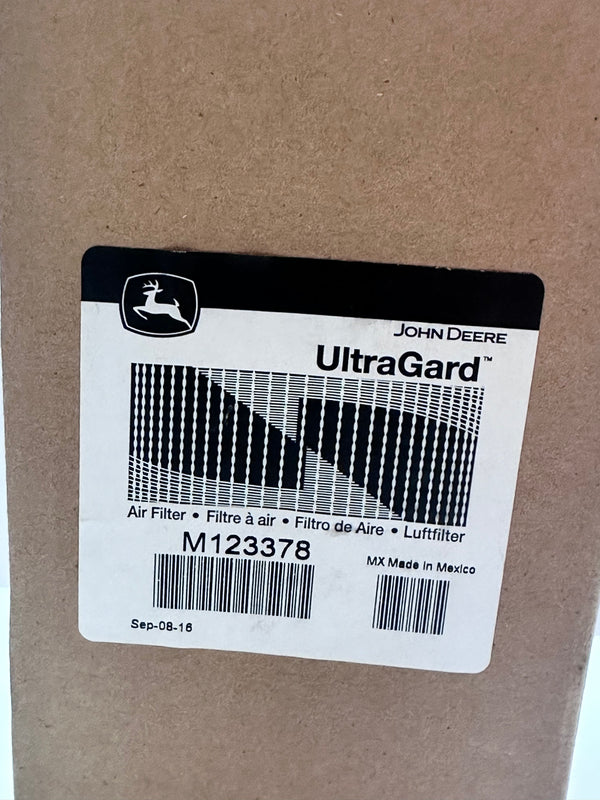 JOHN DEERE
UltraGard™
Air Filter • Filtre à air • Filtro de Aire • Luftfilter
M123378
MX Made in Mexico
Sep-08-16